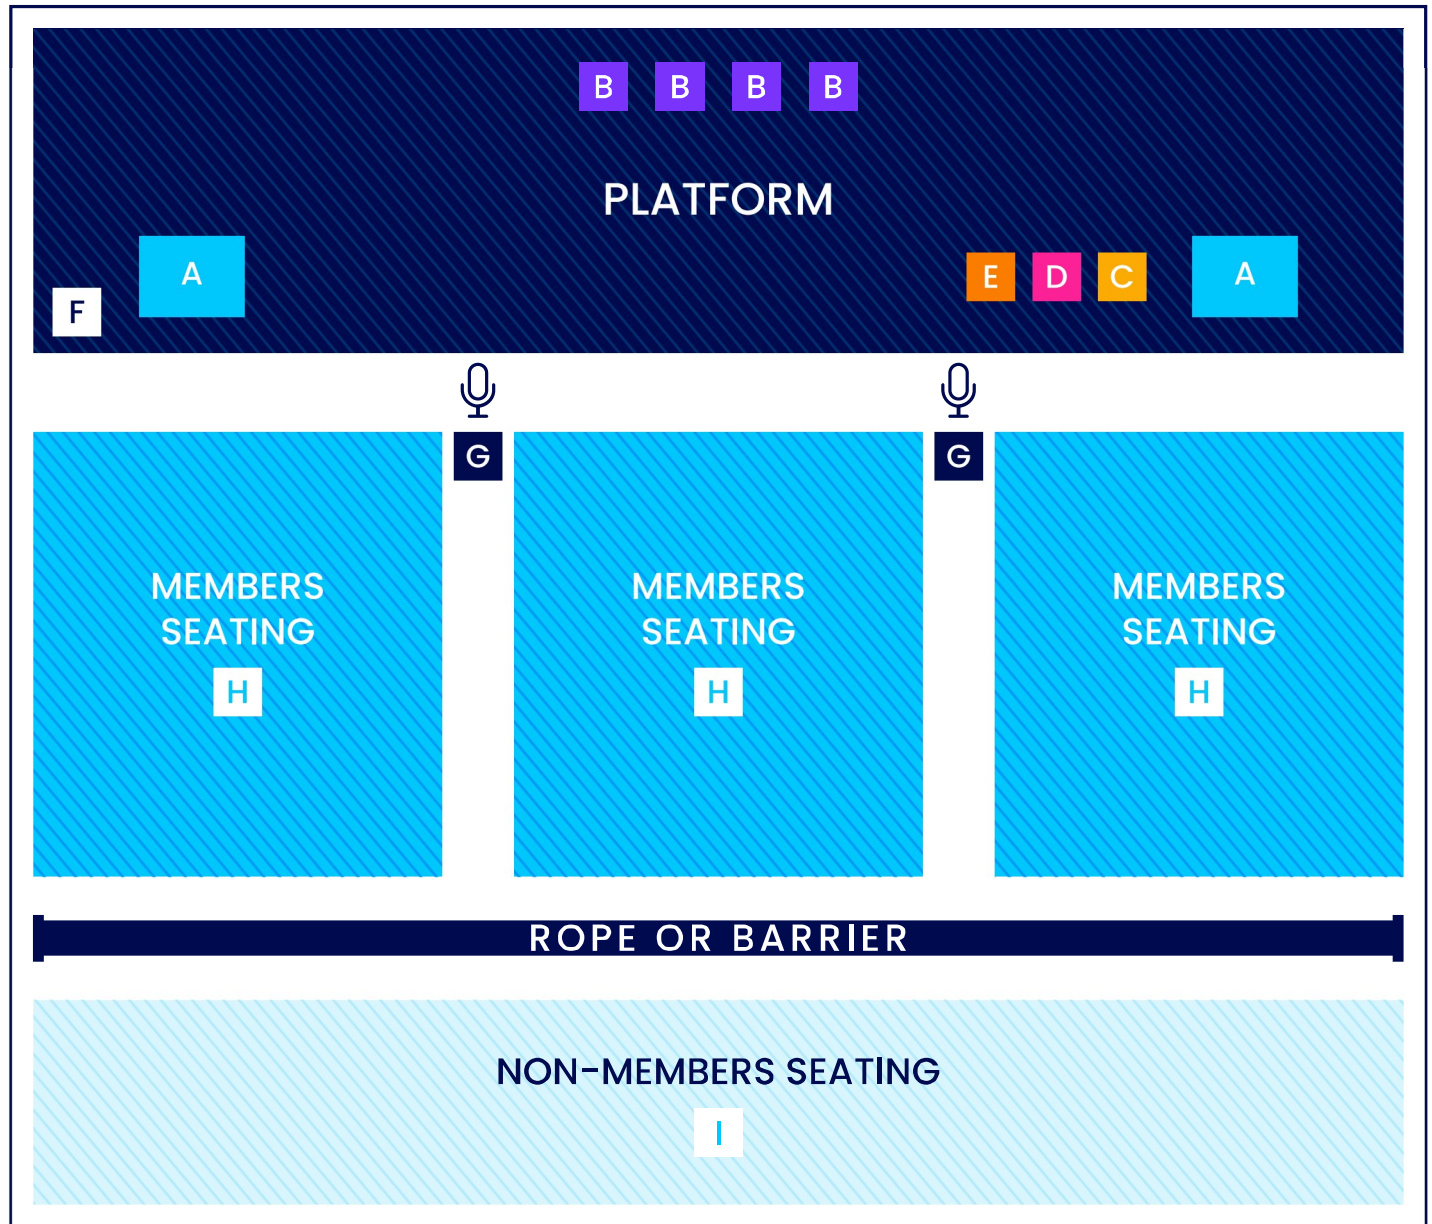 B B B B
PLATFORM
A E D C A
F
G G
MEMBERS MEMBERS MEMBERS
SEATING SEATING SEATING
H H H
ROPE OR BARRIER
NON-MEMBERS SEATING
I